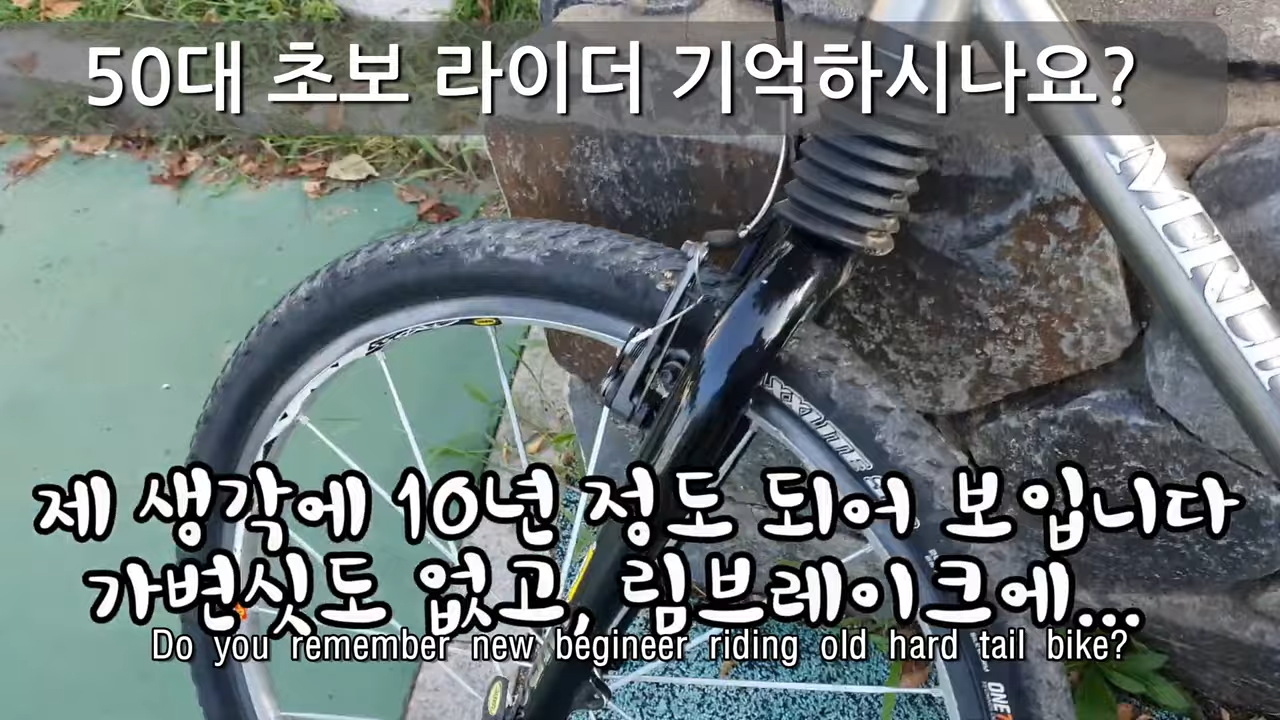 50대 초보 라이더 기억하시나요?
제 생각에 10년 정도 되어 보입니다
가변싯도 없고, 림브레이크에...
Do you remember new begineer riding old hard tail bike?